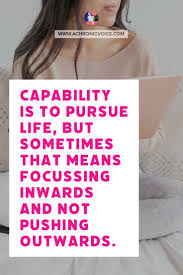 WWW.ACHRONICVOICE.COM
CAPABILITY
IS TO PURSUE
LIFE, BUT
SOMETIMES
THAT MEANS
FOCUSSING
INWARDS
AND NOT
PUSHING
OUTWARDS.